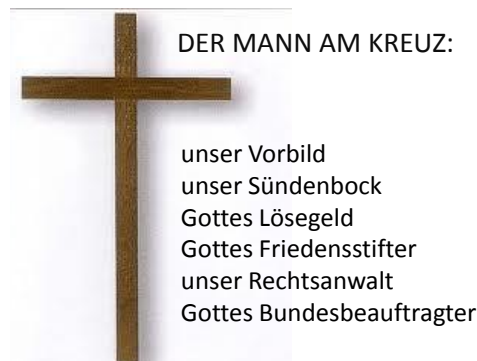 DER MANN AM KREUZ:
unser Vorbild
unser Sündenbock
Gottes Lösegeld
Gottes Friedensstifter
unser Rechtsanwalt
Gottes Bundesbeauftragter